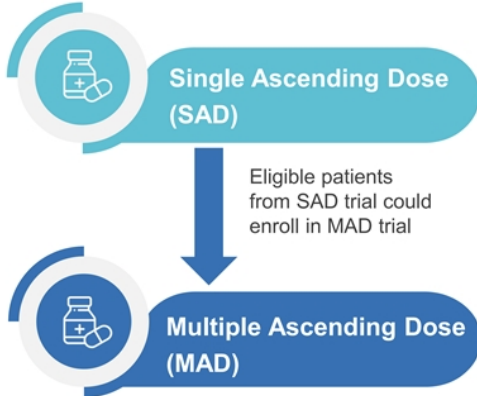 Single Ascending Dose
(SAD)
Eligible patients
from SAD trial could
enroll in MAD trial
Multiple Ascending Dose
(MAD)